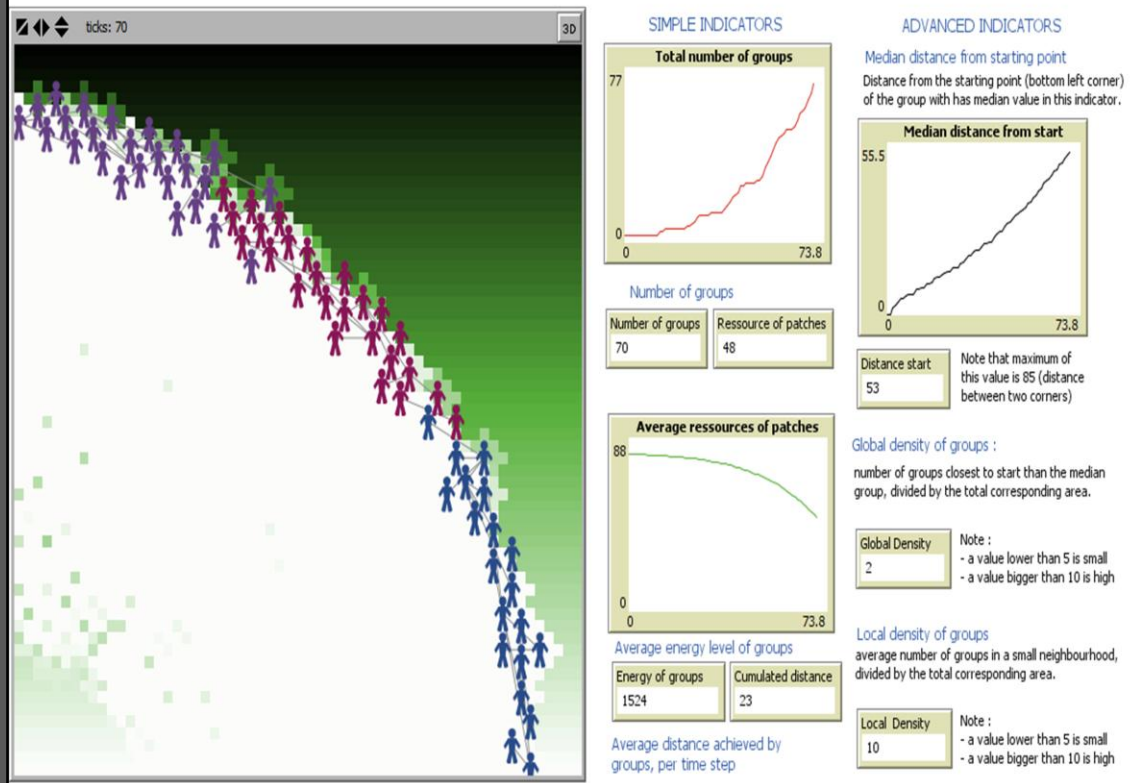 ticks: 70
3D
SIMPLE INDICATORS
Total number of groups
77
0
0
73.8
Number of groups
Number of groups
70
Ressource of patches
48
Average ressources of patches
88
0
0
73.8
Average energy level of groups
Energy of groups
1524
Cumulated distance
23
Average distance achieved by
groups, per time step
ADVANCED INDICATORS
Median distance from starting point
Distance from the starting point (bottom left corner)
of the group with has median value in this indicator.
Median distance from start
55.5
0
0
73.8
Distance start
53
Note that maximum of
this value is 85 (distance
between two corners)
Global density of groups :
number of groups closest to start than the median
group, divided by the total corresponding area.
Global Density
2
Note :
- a value lower than 5 is small
- a value bigger than 10 is high
Local density of groups
average number of groups in a small neighbourhood,
divided by the total corresponding area.
Local Density
10
Note :
- a value lower than 5 is small
- a value bigger than 10 is high